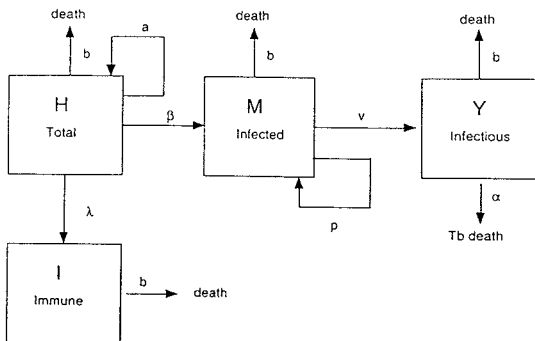 death
death
death
a
b
b
b
H
Total
β
M
Infected
v
Y
Infectious
p
α
Tb death
λ
I
Immune
b
death